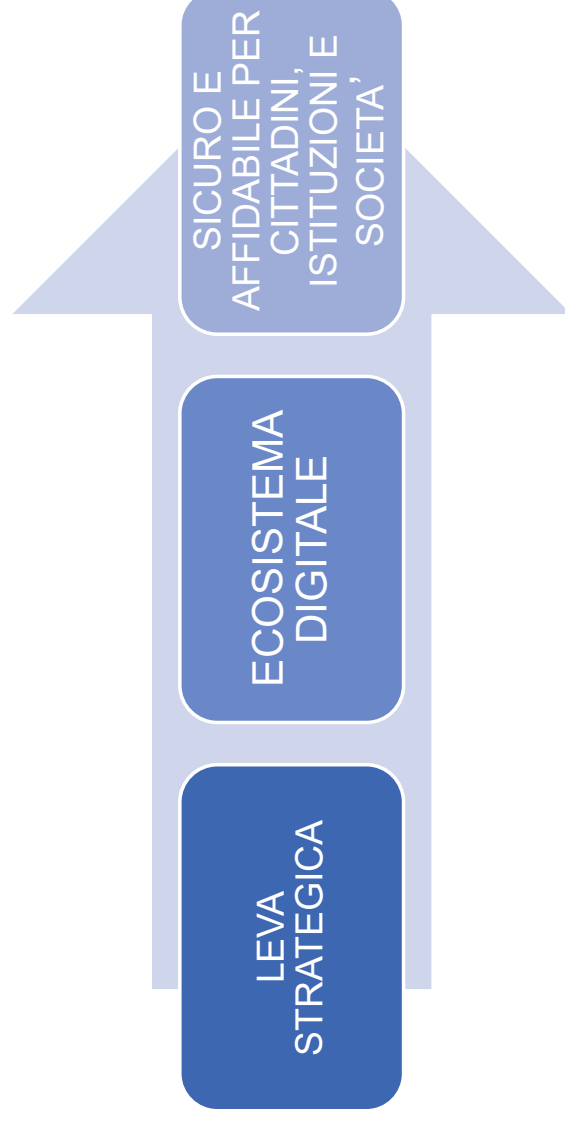 LEVA
STRATEGICA
ECOSISTEMA
DIGITALE
SICURO E
AFFIDABILE PER
CITTADINI,
ISTITUZIONI E
SOCIETA’